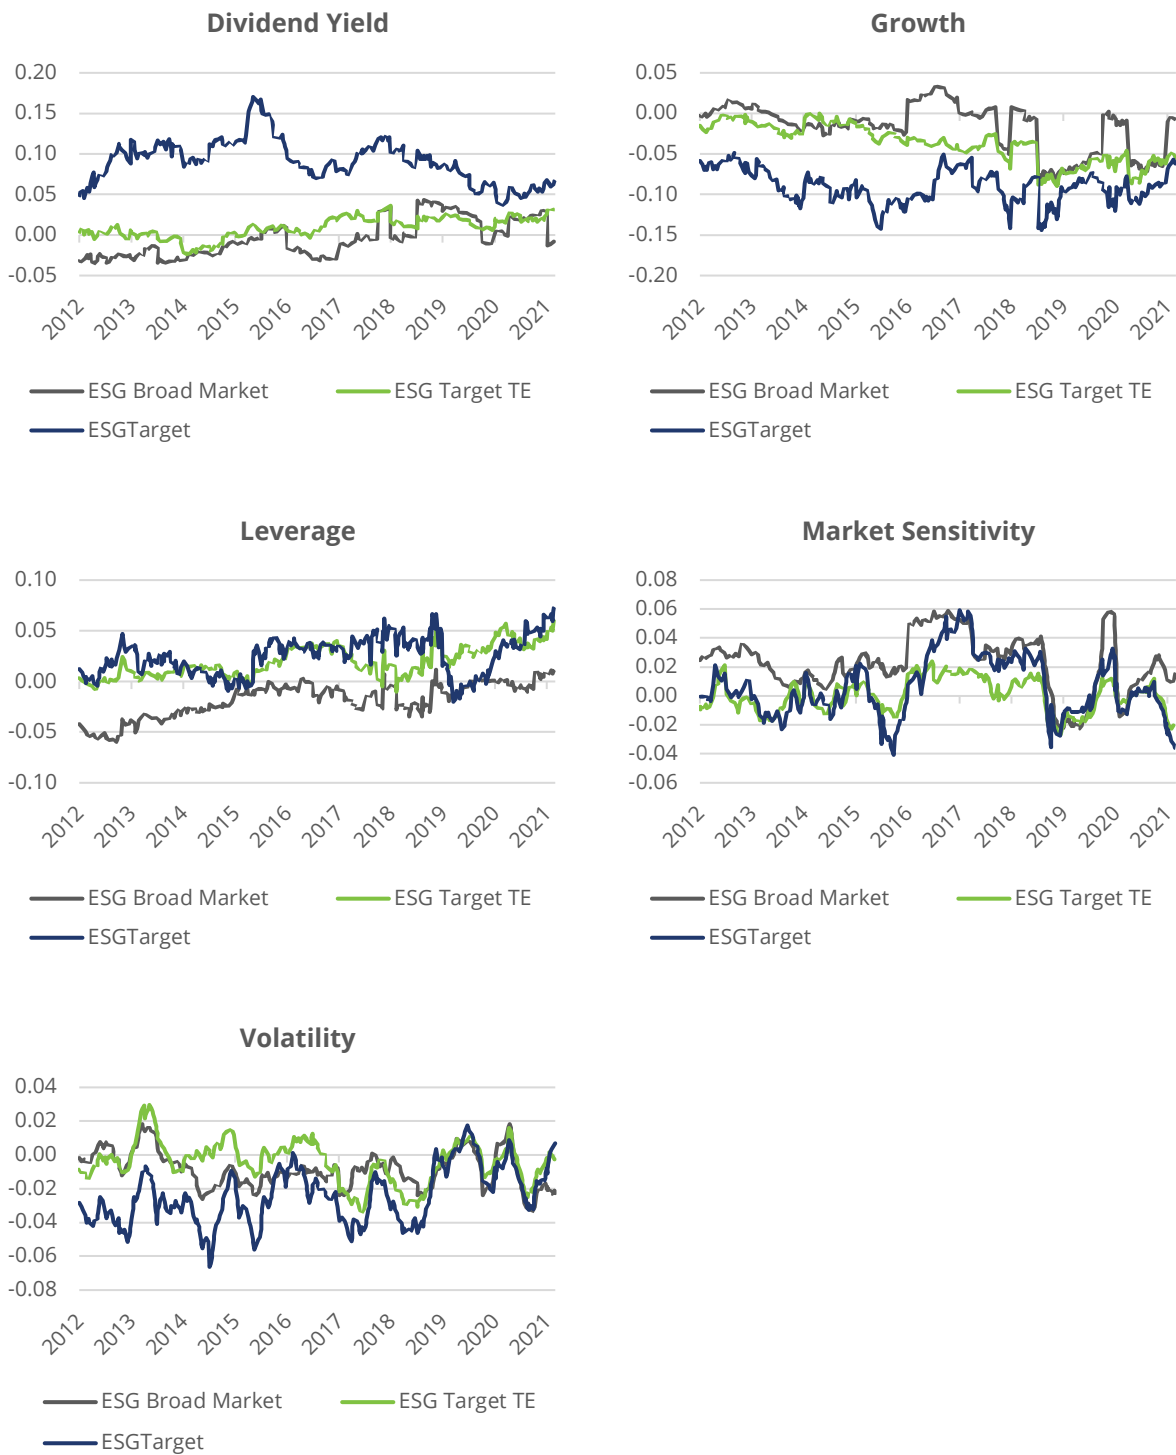 Dividend Yield
0.20
0.15
0.10
0.05
0.00
-0.05
2012 2013 2014 2015 2016 2017 2018 2019 2020 2021
ESG Broad Market ESG Target TE
ESGTarget
Growth
0.05
0.00
-0.05
-0.10
-0.15
-0.20
2012 2013 2014 2015 2016 2017 2018 2019 2020 2021
ESG Broad Market ESG Target TE
ESGTarget
Leverage
0.10
0.05
0.00
-0.05
-0.10
2012 2013 2014 2015 2016 2017 2018 2019 2020 2021
ESG Broad Market ESG Target TE
ESGTarget
Market Sensitivity
0.08
0.06
0.04
0.02
0.00
-0.02
-0.04
-0.06
2012 2013 2014 2015 2016 2017 2018 2019 2020 2021
ESG Broad Market ESG Target TE
ESGTarget
Volatility
0.04
0.02
0.00
-0.02
-0.04
-0.06
-0.08
2012 2013 2014 2015 2016 2017 2018 2019 2020 2021
ESG Broad Market ESG Target TE
ESGTarget